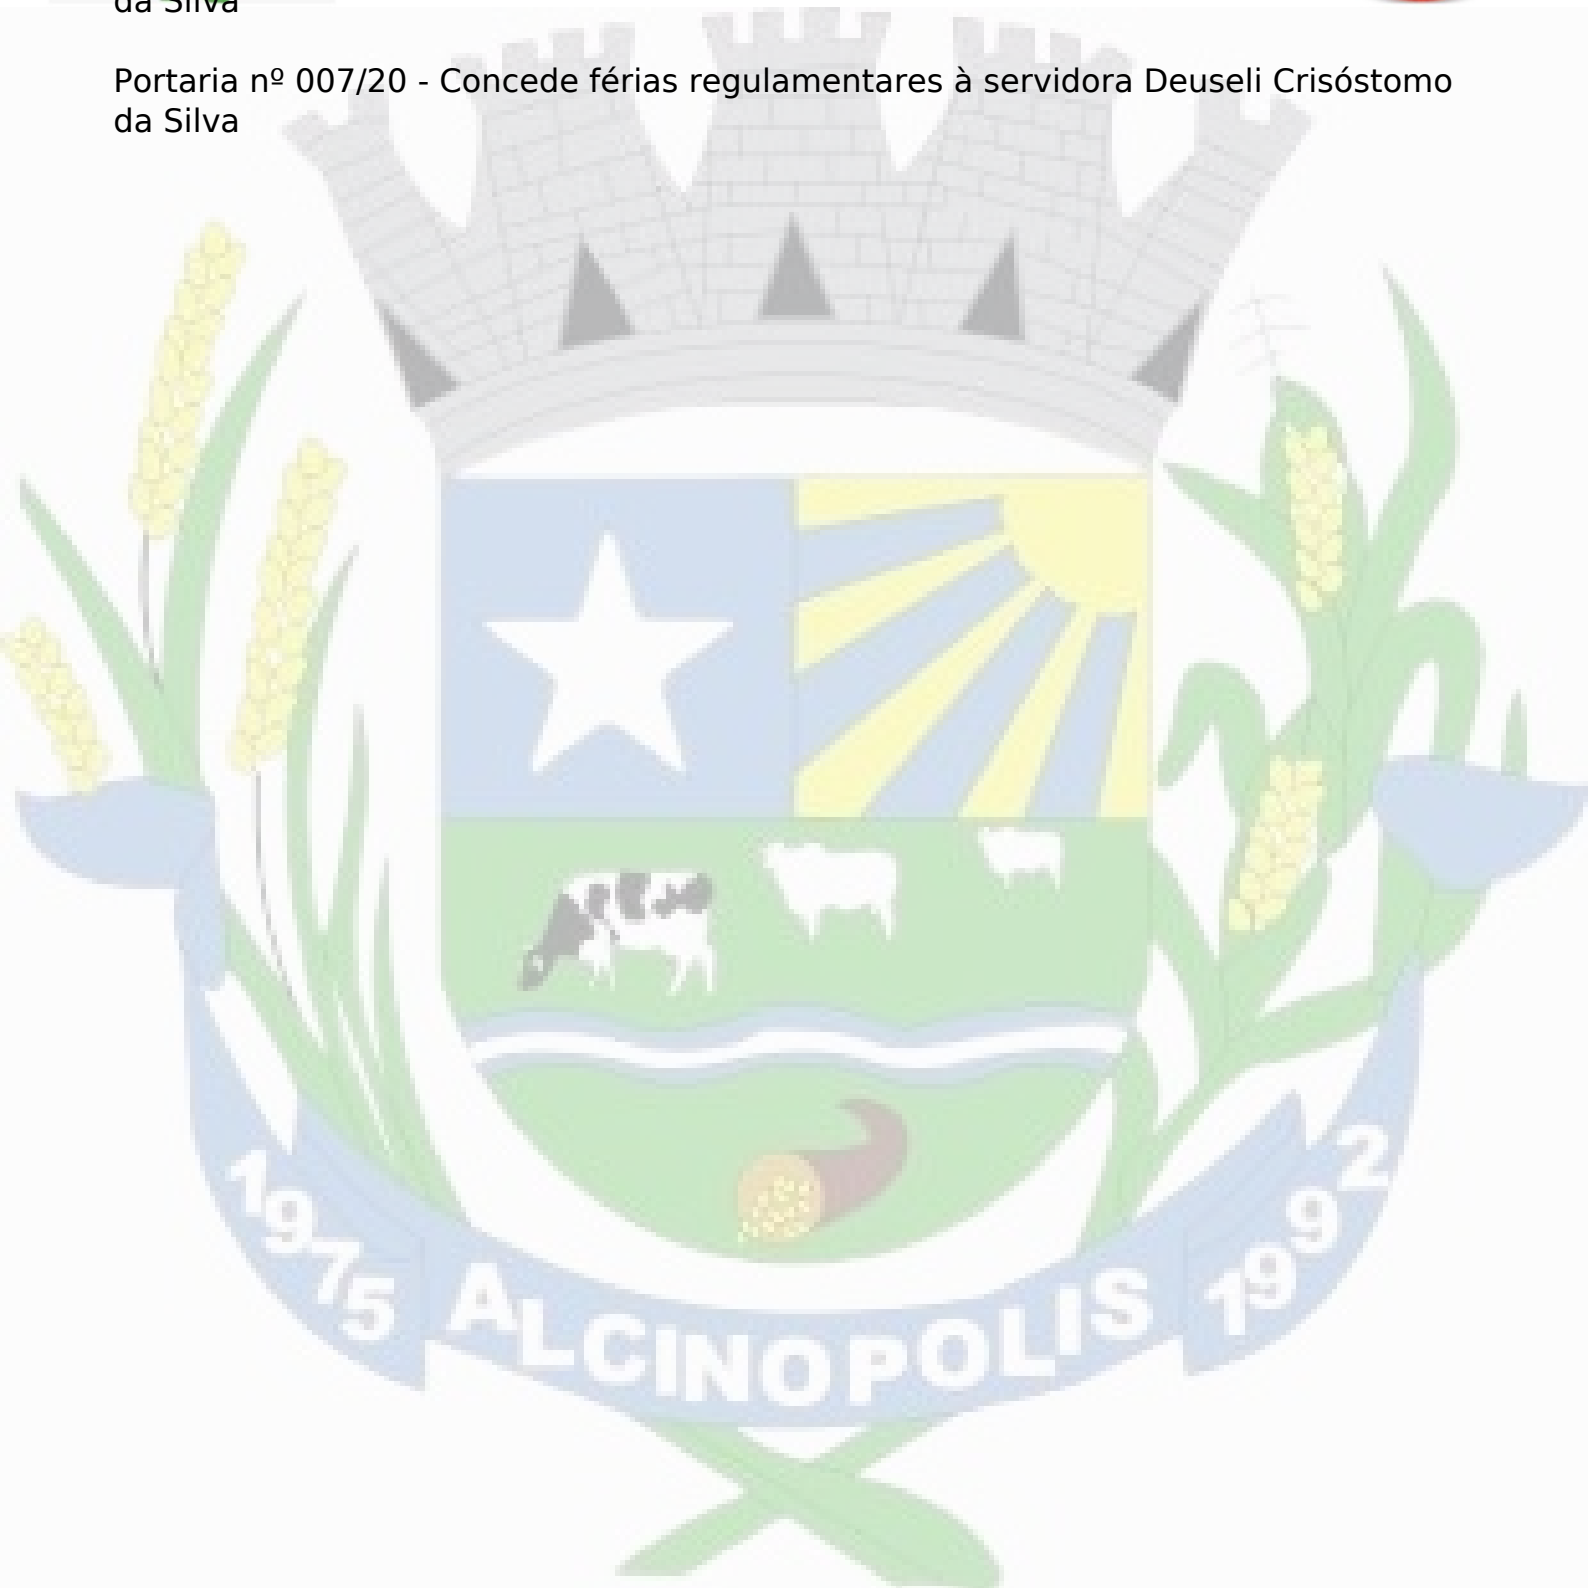 da Silva
Portaria nº 007/20 - Concede férias regulamentares à servidora Deuseli Crisóstomo
da Silva
1975 ALCINOPOLIS 1992